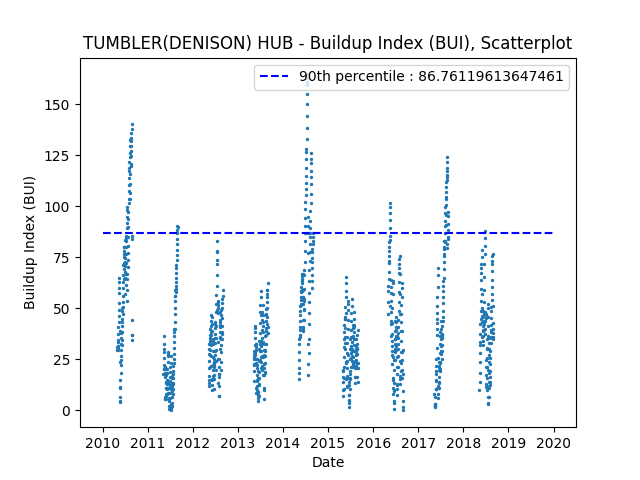 TUMBLER(DENISON) HUB - Buildup Index (BUI), Scatterplot
90th percentile : 86.76119613647461
150
125
100
75
50
25
0
Buildup Index (BUI)
2010 2011 2012 2013 2014 2015 2016 2017 2018 2019 2020
Date